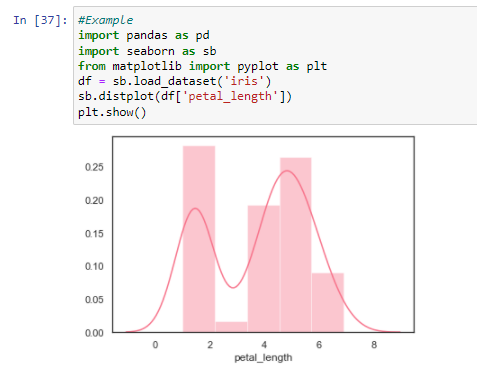 In [37]: #Example
import pandas as pd
import seaborn as sb
from matplotlib import pyplot as plt
df = sb.load_dataset('iris')
sb.distplot(df['petal_length'])
plt.show()
0.25
0.20
0.15
0.10
0.05
0.00
0 2 4 6 8
petal_length